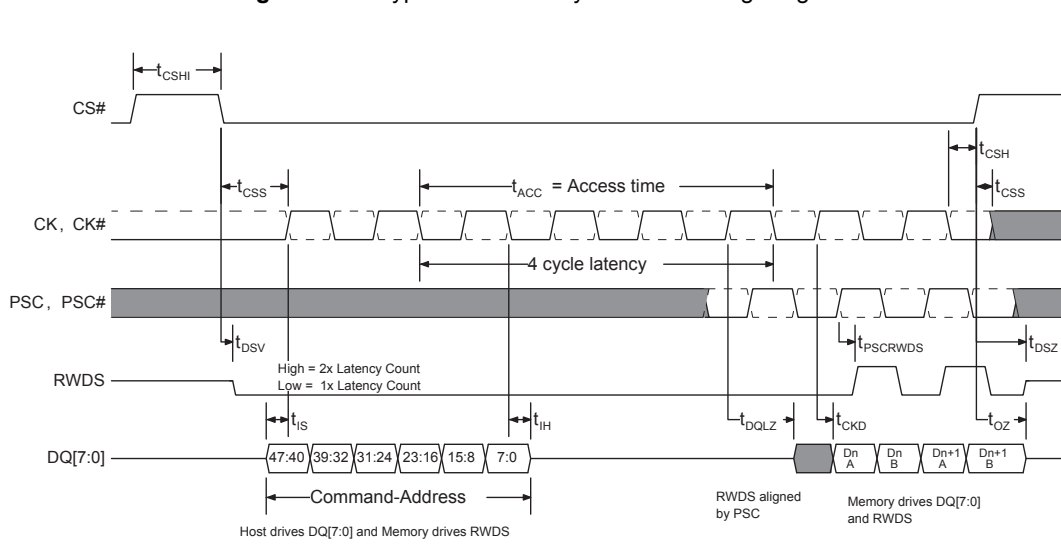 tCSHI
CS#
tCSH
tCSS
tACC = Access time
tCSS
CK, CK#
4 cycle latency
PSC, PSC#
tDSV
tPSCRWDS
tDSZ
High = 2x Latency Count
Low = 1x Latency Count
RWDS
tIS
tIH
tDQLZ
tCKD
tOZ
DQ[7:0]
47:40 39:32 31:24 23:16 15:8 7:0
Dn A
Dn B
Dn+1 A
Dn+1 B
Command-Address
RWDS aligned
by PSC
Memory drives DQ[7:0]
and RWDS
Host drives DQ[7:0] and Memory drives RWDS